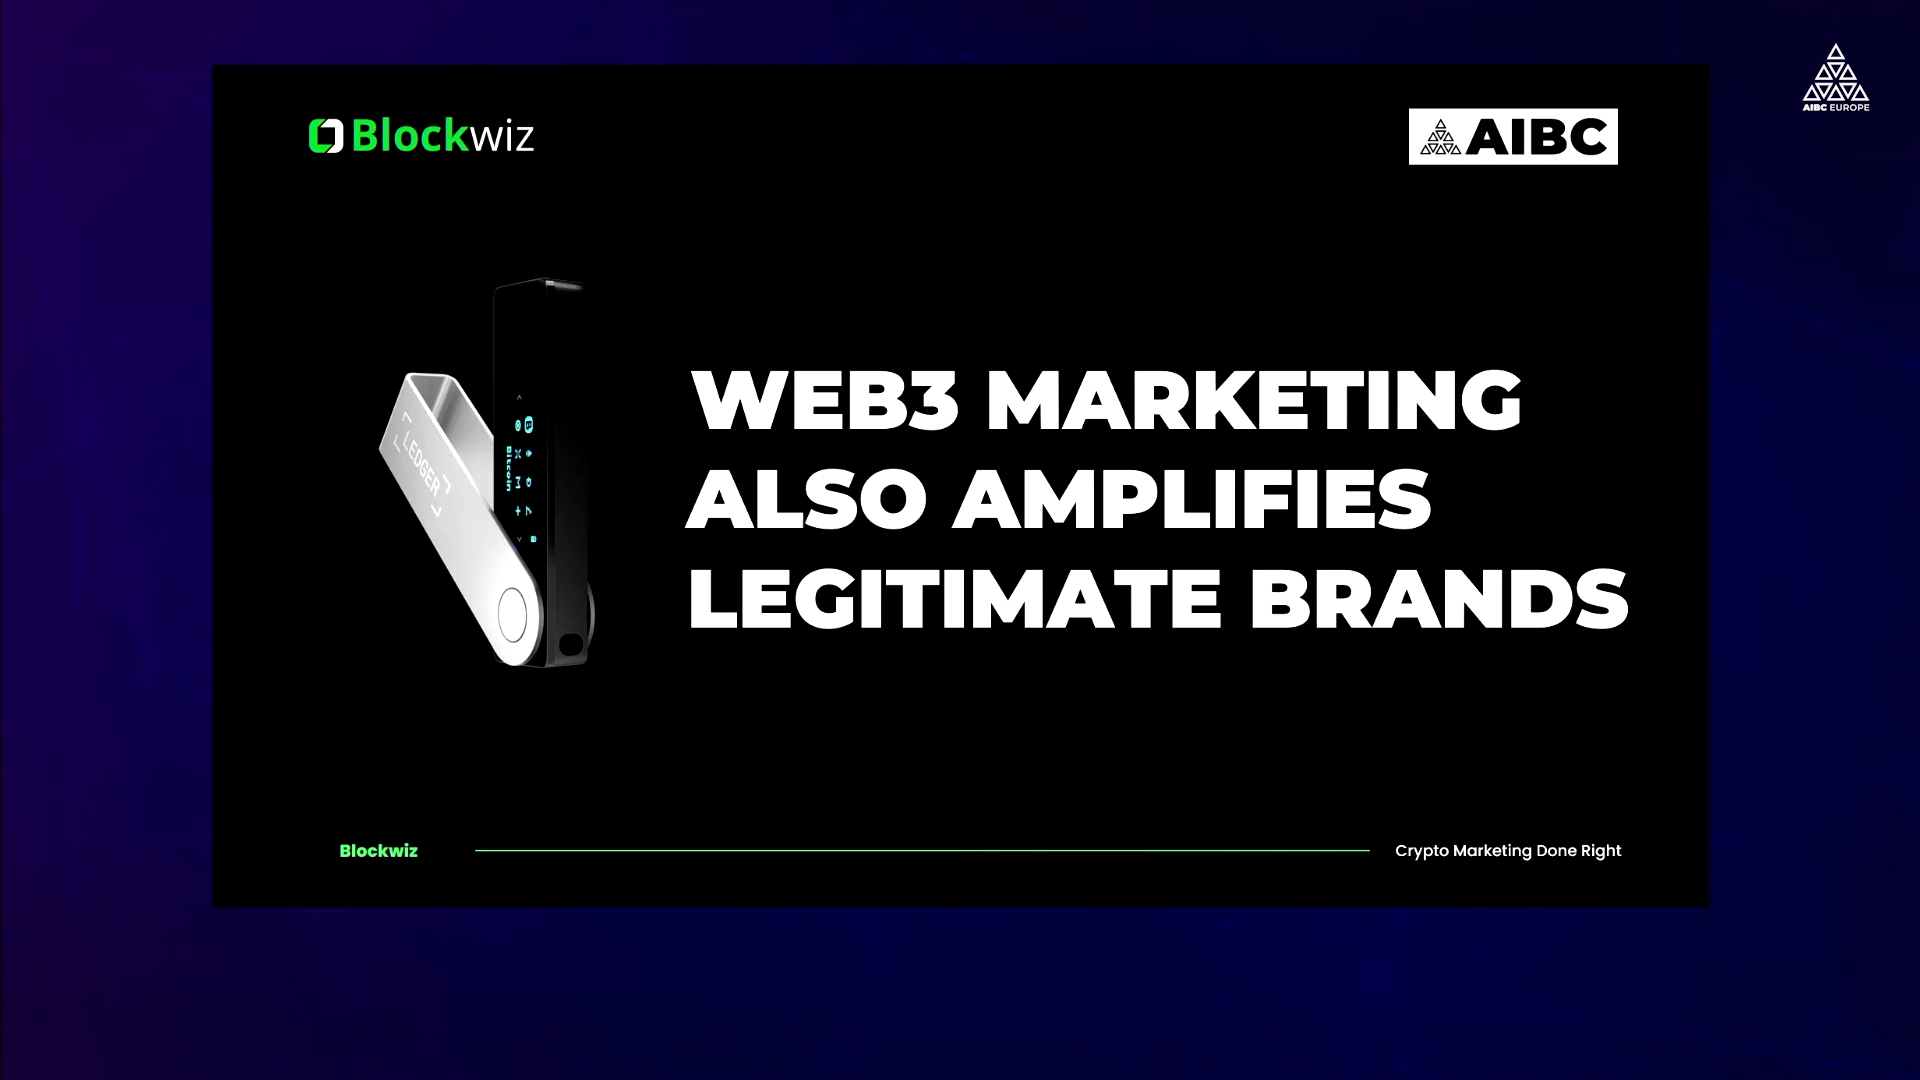 Blockwiz
AIBC
AIBC EUROPE
WEB3 MARKETING
ALSO AMPLIFIES
LEGITIMATE BRANDS
LEDGER
Bitcoin
Blockwiz
Crypto Marketing Done Right